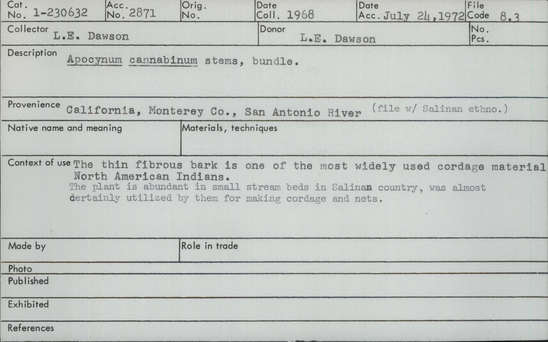 Cat. No. 1-230632 Acc. No. 2871 Orig. No. Date Coll. 1968 Date Acc. July 24, 1972 File Code 8.3
Collector L.E. Dawson Donor L.E. Dawson No. Pcs.
Description Apocynum cannabinum stems, bundle.
Provenience California, Monterey Co., San Antonio River (file w/ Salinan ethno.)
Native name and meaning Materials, techniques
Context of use The thin fibrous bark is one of the most widely used cordage material
North American Indians.
The plant is abundant in small stream beds in Salinan country, was almost
certainly utilized by them for making cordage and nets.
Made by Role in trade
Photo
Published
Exhibited
References